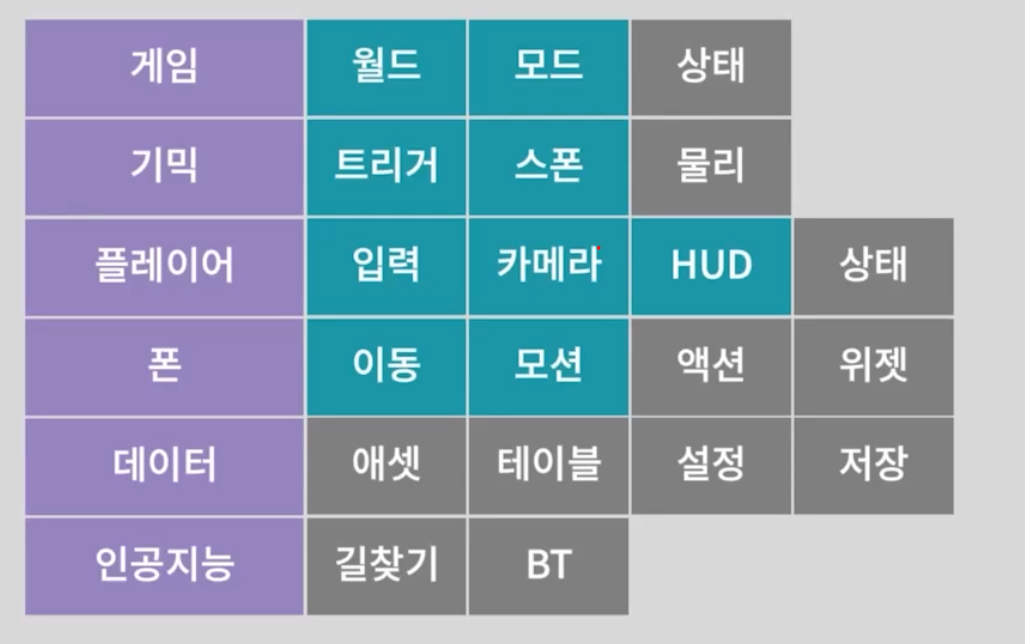 게임 월드 모드 상태
기믹 트리거 스폰 물리
플레이어 입력 카메라 HUD 상태
폰 이동 모션 액션 위젯
데이터 애셋 테이블 설정 저장
인공지능 길찾기 BT